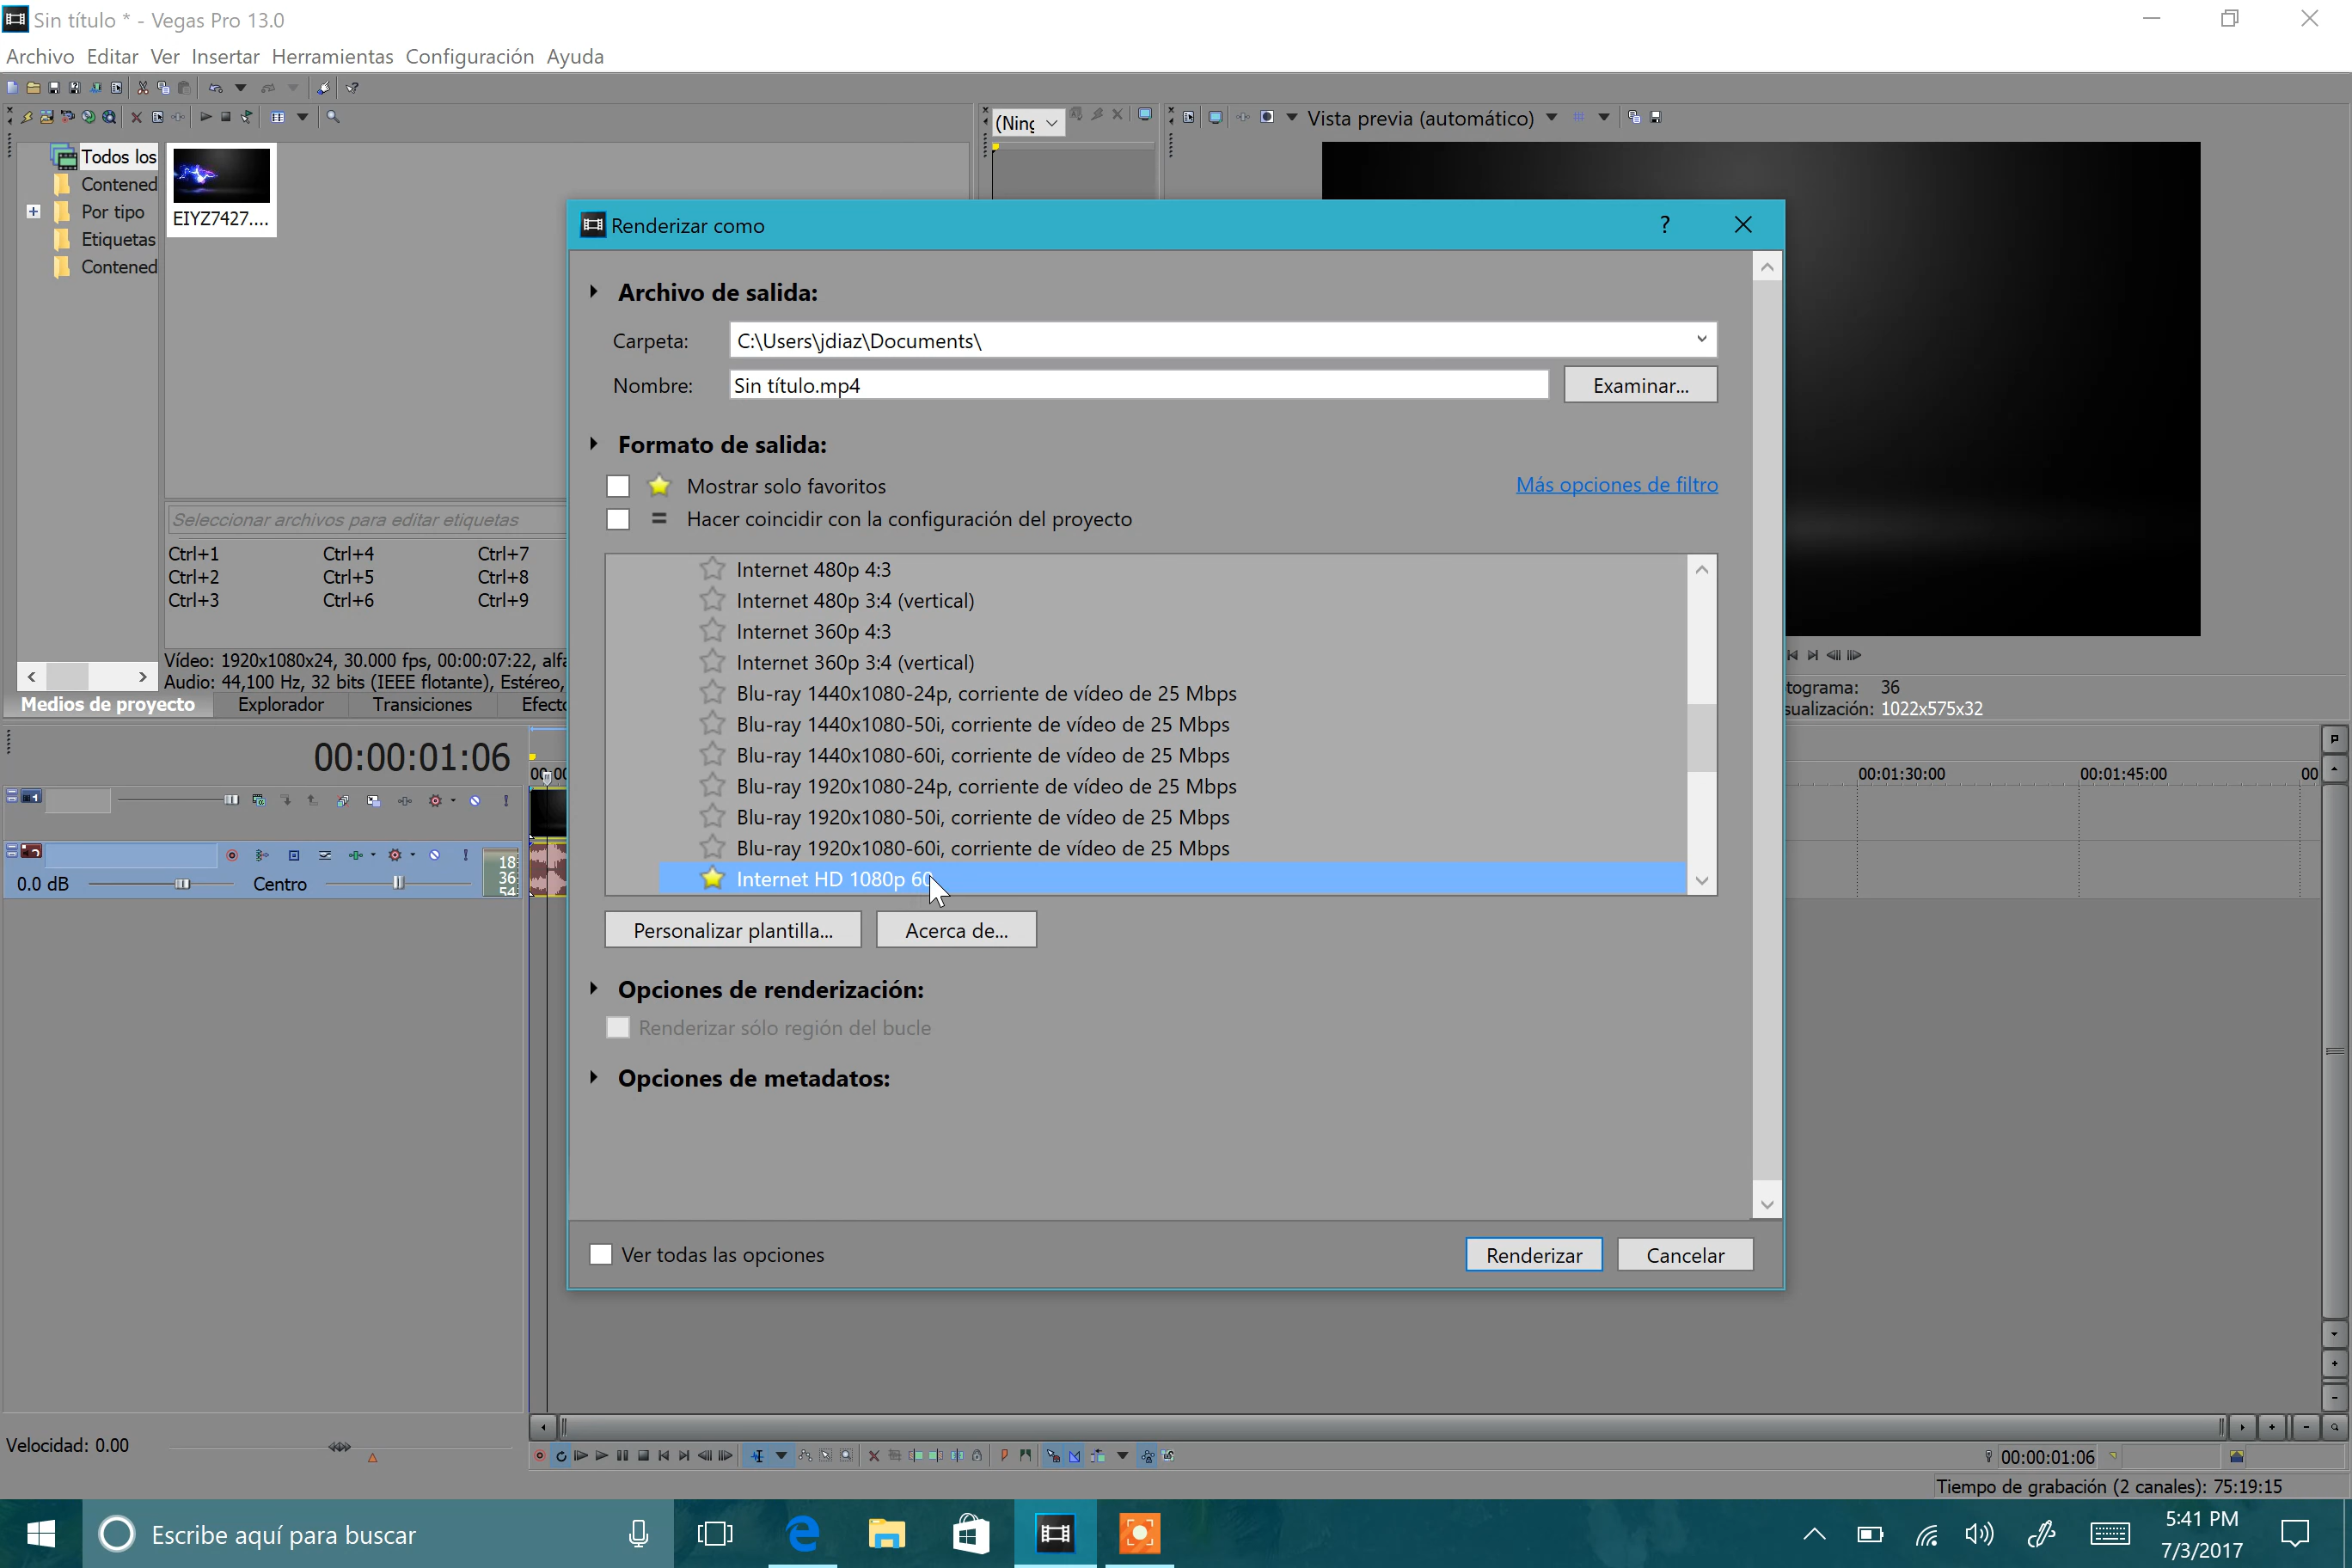 Sin título * - Vegas Pro 13.0
Archivo Editar Ver Insertar Herramientas Configuración Ayuda
Vista previa (automático)
Todos los
Contened
Por tipo
Etiquetas
Contened
EIYZ7427....
Seleccionar archivos para editar etiquetas
Ctrl+1 Ctrl+4 Ctrl+7
Ctrl+2 Ctrl+5 Ctrl+8
Ctrl+3 Ctrl+6 Ctrl+9
Vídeo: 1920x1080x24, 30.000 fps, 00:00:07:22, alfa
Audio: 44,100 Hz, 32 bits (IEEE flotante), Estéreo,
Medios de proyecto Explorador Transiciones Efecto
Renderizar como
?
Archivo de salida:
Carpeta: C:\Users\jdiaz\Documents\
Nombre: Sin título.mp4 Examinar...
Formato de salida:
Mostrar solo favoritos Más opciones de filtro
= Hacer coincidir con la configuración del proyecto
Internet 480p 4:3
Internet 480p 3:4 (vertical)
Internet 360p 4:3
Internet 360p 3:4 (vertical)
Blu-ray 1440x1080-24p, corriente de vídeo de 25 Mbps
Blu-ray 1440x1080-50i, corriente de vídeo de 25 Mbps
Blu-ray 1440x1080-60i, corriente de vídeo de 25 Mbps
Blu-ray 1920x1080-24p, corriente de vídeo de 25 Mbps
Blu-ray 1920x1080-50i, corriente de vídeo de 25 Mbps
Blu-ray 1920x1080-60i, corriente de vídeo de 25 Mbps
Internet HD 1080p 60
Personalizar plantilla... Acerca de...
Opciones de renderización:
Renderizar sólo región del bucle
Opciones de metadatos:
Ver todas las opciones Renderizar Cancelar
tograma: 36
sualización: 1022x575x32
00:00:01:06
00:01:30:00 00:01:45:00 00
1
0.0 dB Centro
18
36
54
Velocidad: 0.00
00:00:01:06
Tiempo de grabación (2 canales): 75:19:15
Escribe aquí para buscar
5:41 PM
7/3/2017